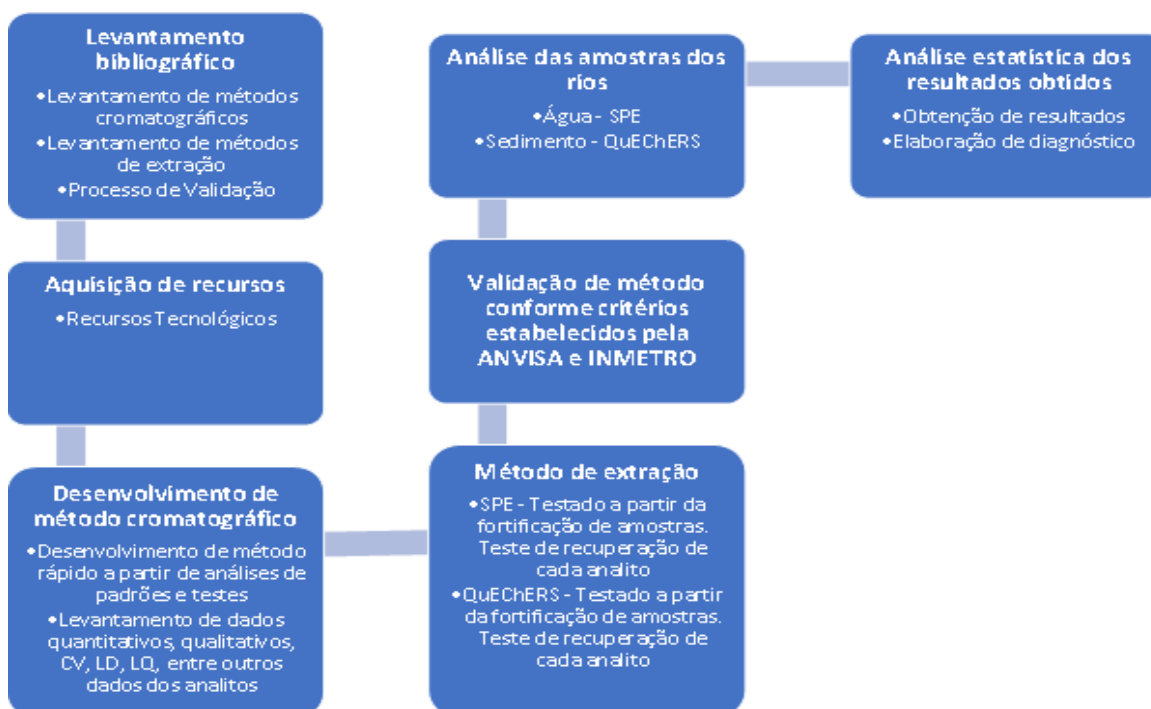 Levantamento
bibliográfico
•Levantamento de métodos
cromatográficos
•Levantamento de métodos
de extração
•Processo de Validação
Aquisição de recursos
•Recursos Tecnológicos
Desenvolvimento de
método cromatográfico
•Desenvolvimento de método
rápido a partir de análises de
padrões e testes
•Levantamento de dados
quantitativos, qualitativos,
CV, LD, LQ, entre outros
dados dos analitos
Método de extração
•SPE - Testado a partir da
fortificação de amostras.
Teste de recuperação de
cada analito
•QuEChERS - Testado a partir
da fortificação de amostras.
Teste de recuperação de
cada analito
Validação de método
conforme critérios
estabelecidos pela
ANVISA e INMETRO
Análise das amostras dos
rios
•Água - SPE
•Sedimento - QuEChERS
Análise estatística dos
resultados obtidos
•Obtenção de resultados
•Elaboração de diagnóstico